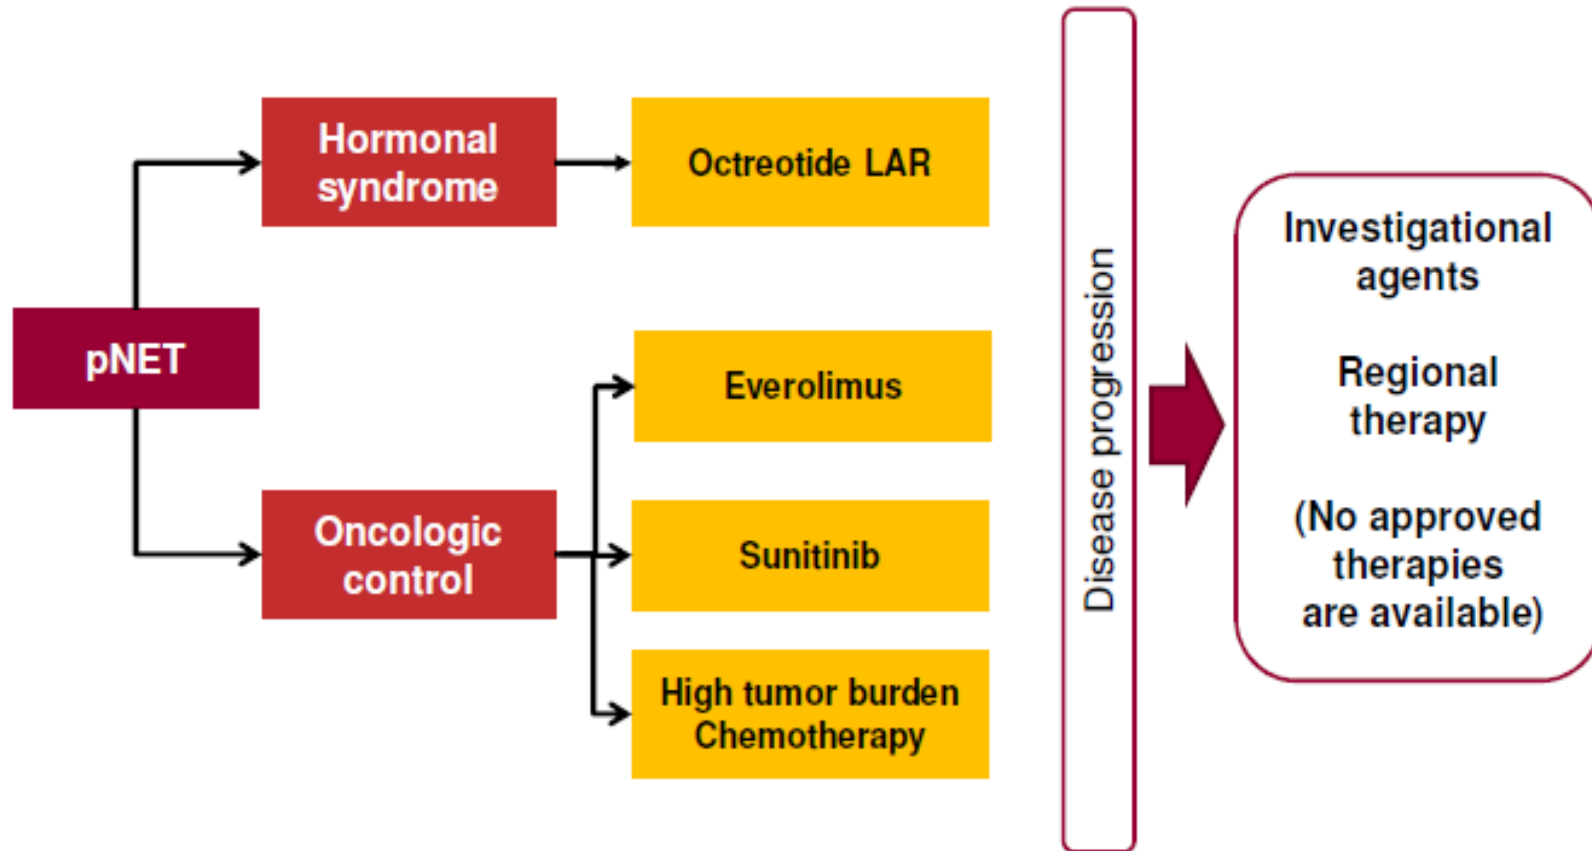 pNET
Hormonal
syndrome
Octreotide LAR
Oncologic
control
Everolimus
Sunitinib
High tumor burden
Chemotherapy
Disease progression
Investigational
agents
Regional
therapy
(No approved
therapies
are available)